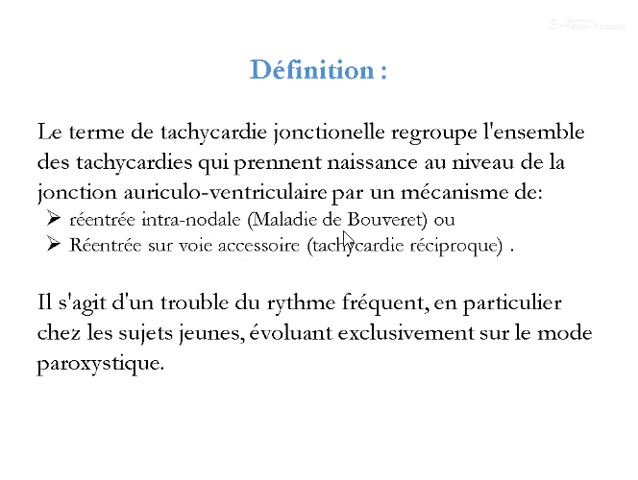 Définition :
Le terme de tachycardie jonctionelle regroupe l'ensemble
des tachycardies qui prennent naissance au niveau de la
jonction auriculo-ventriculaire par un mécanisme de:
➢ réentrée intra-nodale (Maladie de Bouveret) ou
➢ Réentrée sur voie accessoire (tachycardie réciproque) .
Il s'agit d'un trouble du rythme fréquent, en particulier
chez les sujets jeunes, évoluant exclusivement sur le mode
paroxystique.